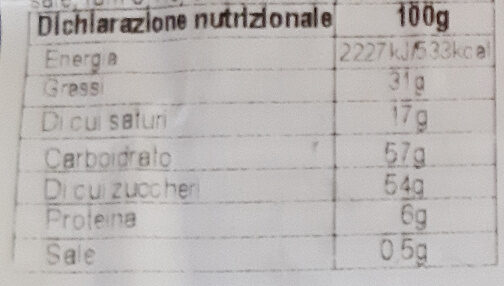 Dichiarazione nutrizionale 100g
Energia 2227kJ/533kcal
Grassi 31g
Di cui saturi 17g
Carboidrato 57g
Di cui zuccheri 54g
Proteina 6g
Sale 0.5g